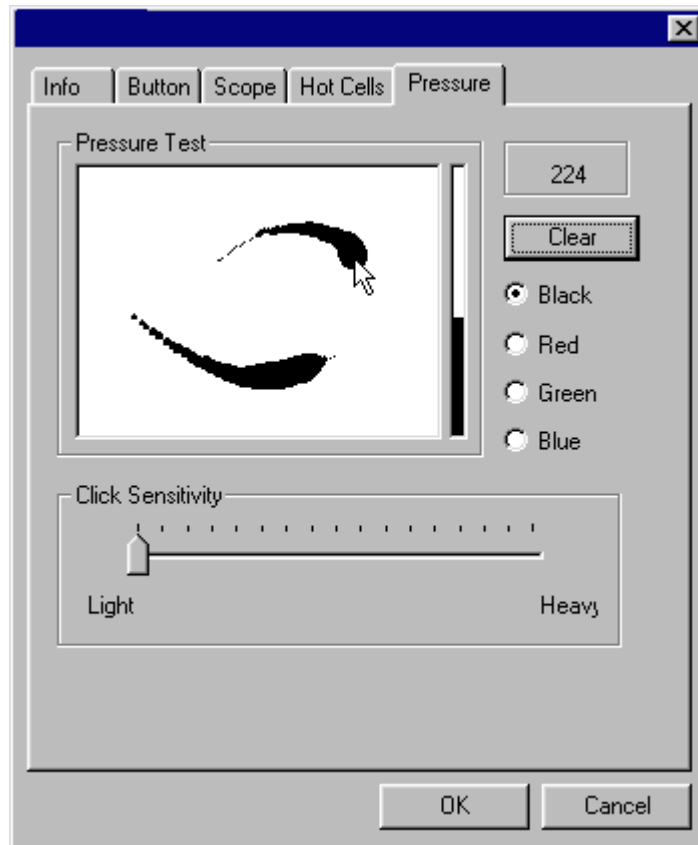 Info Button Scope Hot Cells Pressure
Pressure Test
224
Clear
Black
Red
Green
Blue
Click Sensitivity
Light Heavy
OK Cancel